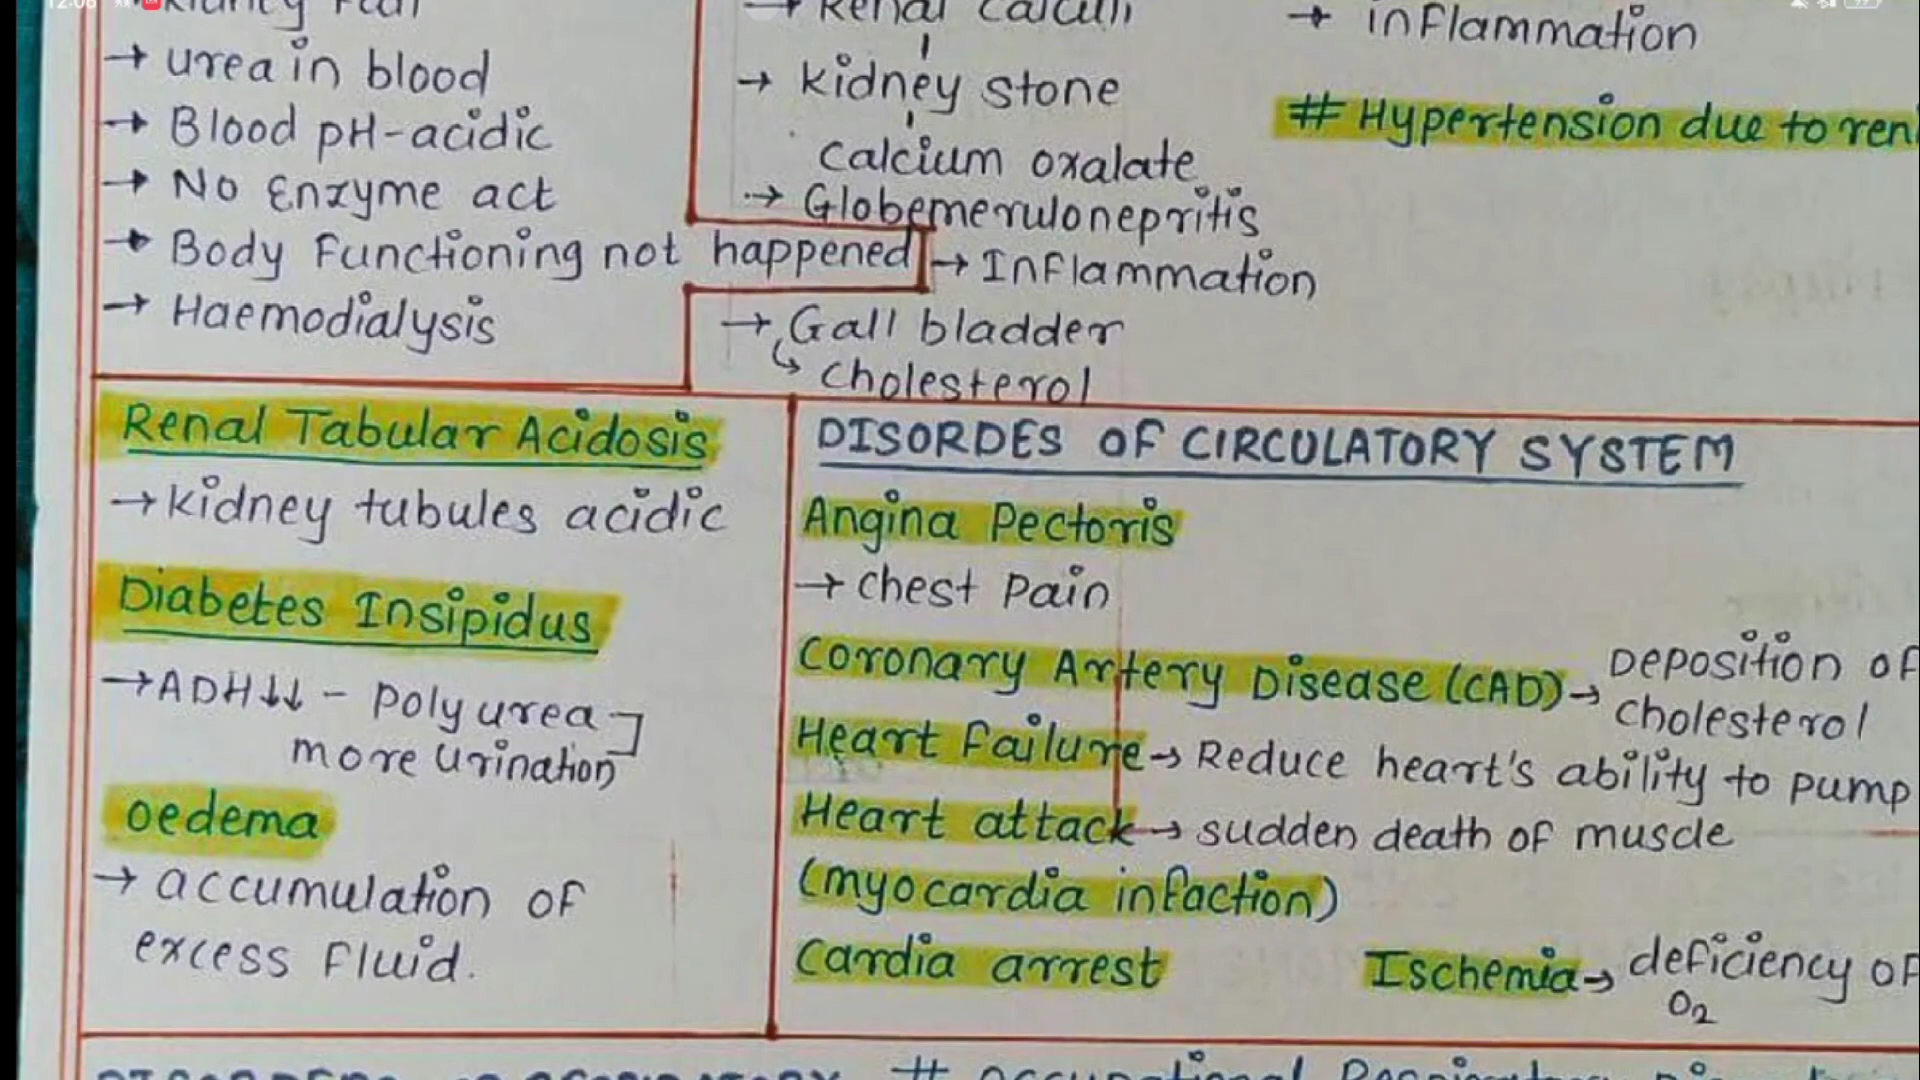 12:06
→ urea in blood
→ Blood pH-acidic
→ No Enzyme act
→ Body Functioning not happened
→ Haemodialysis
→ Renal calculi
→ kidney stone
calcium oxalate
→ Globemerulonepritis
→ Inflammation
→ Gall bladder
↳ cholesterol
→ inflammation
# Hypertension due to ren
Renal Tabular Acidosis
→ kidney tubules acidic
Diabetes Insipidus
→ ADH↓↓ - polyurea
more urination
oedema
→ accumulation of
excess fluid.
DISORDES OF CIRCULATORY SYSTEM
Angina Pectoris
→ chest pain
Coronary Artery Disease (CAD) → Deposition of
cholesterol
Heart Failure → Reduce heart's ability to pump
Heart attack → sudden death of muscle
(myocardia infaction)
Cardia arrest Ischemia → deficiency of
O₂